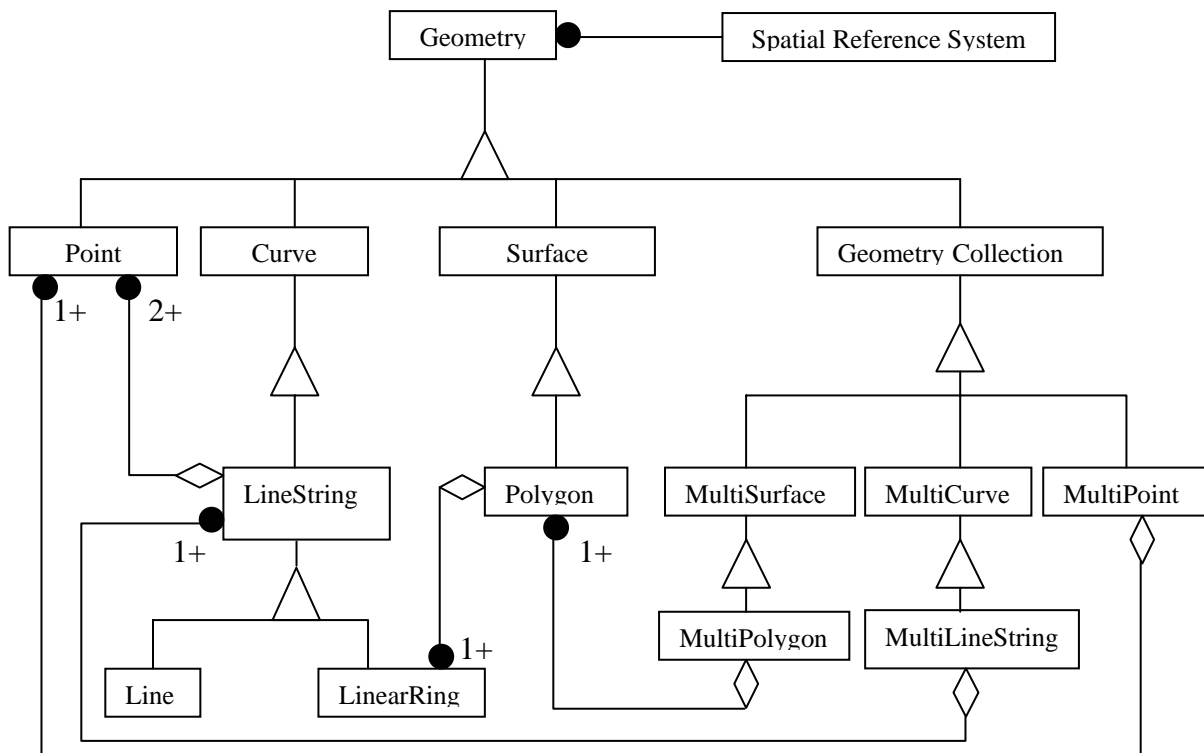 Geometry
Spatial Reference System
Point
Curve
Surface
Geometry Collection
1+
2+
LineString
Polygon
MultiSurface
MultiCurve
MultiPoint
1+
1+
MultiPolygon
MultiLineString
1+
Line
LinearRing